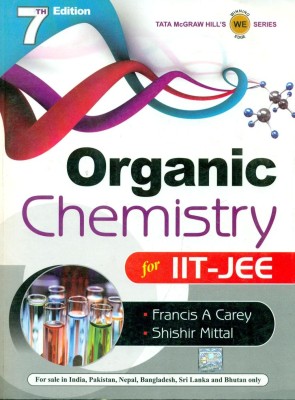 7TH Edition
TATA McGRAW HILL'S WE SERIES
Organic
Chemistry
for IIT-JEE
• Francis A Carey
• Shishir Mittal
For sale in India, Pakistan, Nepal, Bangladesh, Sri Lanka and Bhutan only